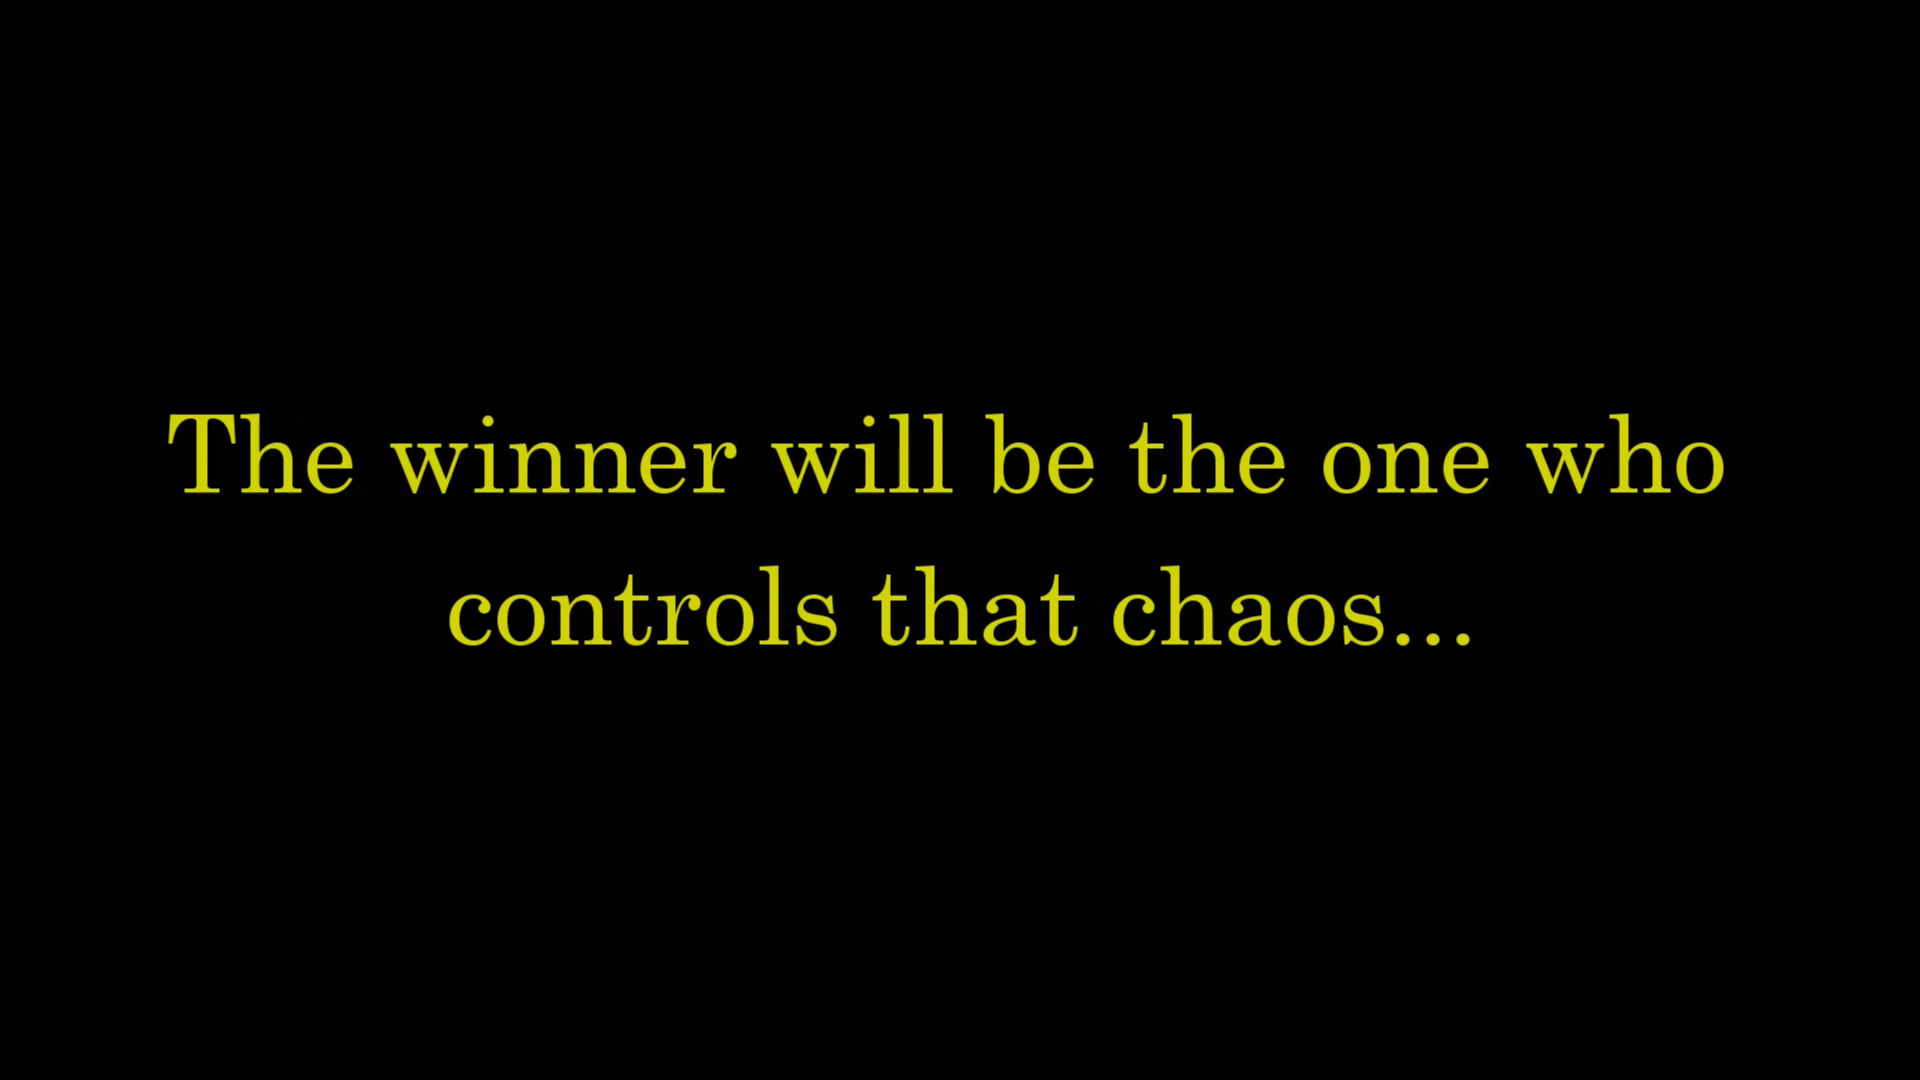 The winner will be the one who
controls that chaos...